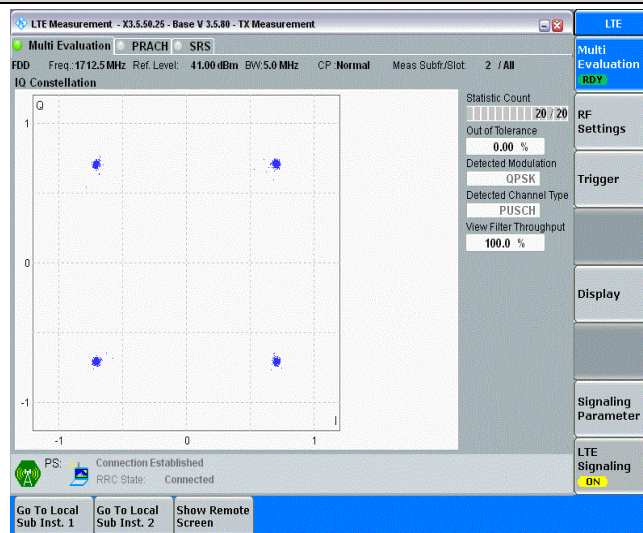 LTE Measurement - X3.5.50.25 - Base V 3.5.80 - TX Measurement
LTE
Multi Evaluation PRACH SRS
FDD Freq.:1712.5 MHz Ref. Level: 41.00 dBm BW:5.0 MHz CP :Normal Meas Subfr/Slot: 2 / All
IQ Constellation
Q
1
0
-1
-1 0 1
I
Statistic Count
20 / 20
Out of Tolerance
0.00 %
Detected Modulation
QPSK
Detected Channel Type
PUSCH
View Filter Throughput
100.0 %
Multi
Evaluation
RDY
RF
Settings
Trigger
Display
Signaling
Parameter
LTE
Signaling
ON
PS: Connection Established
RRC State: Connected
Go To Local
Sub Inst. 1
Go To Local
Sub Inst. 2
Show Remote
Screen